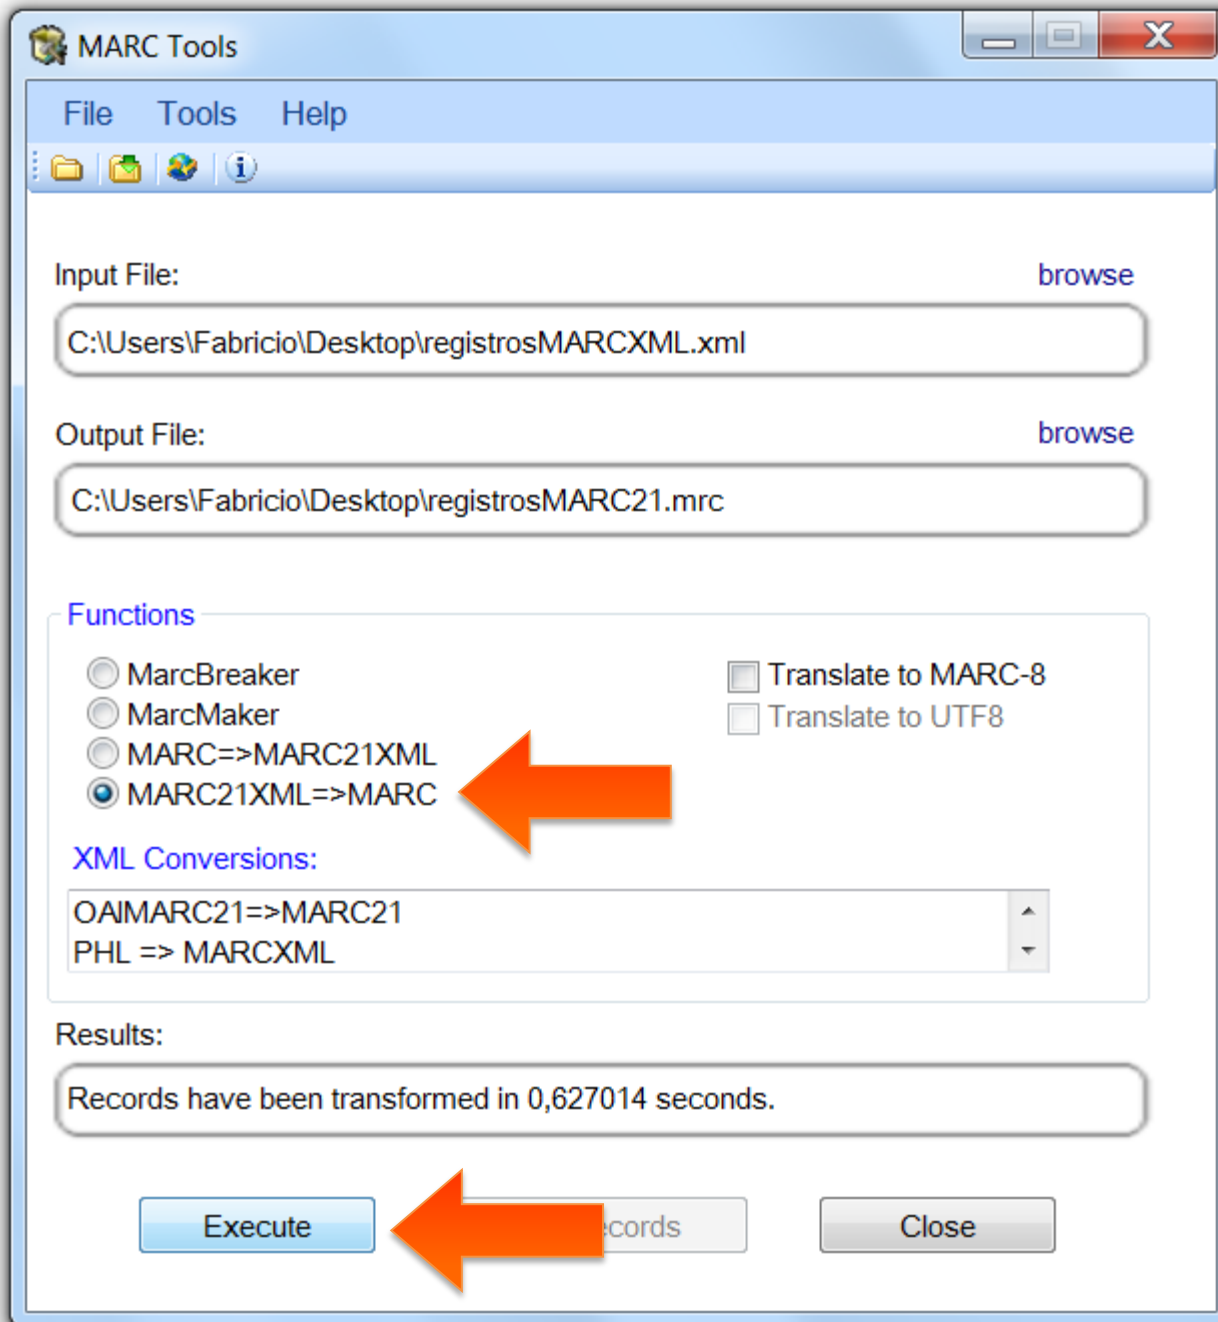 MARC Tools
File Tools Help
Input File: browse
C:\Users\Fabricio\Desktop\registrosMARCXML.xml
Output File: browse
C:\Users\Fabricio\Desktop\registrosMARC21.mrc
Functions
MarcBreaker Translate to MARC-8
MarcMaker Translate to UTF8
MARC=>MARC21XML
MARC21XML=>MARC
XML Conversions:
OAIMARC21=>MARC21
PHL => MARCXML
Results:
Records have been transformed in 0,627014 seconds.
Execute Close